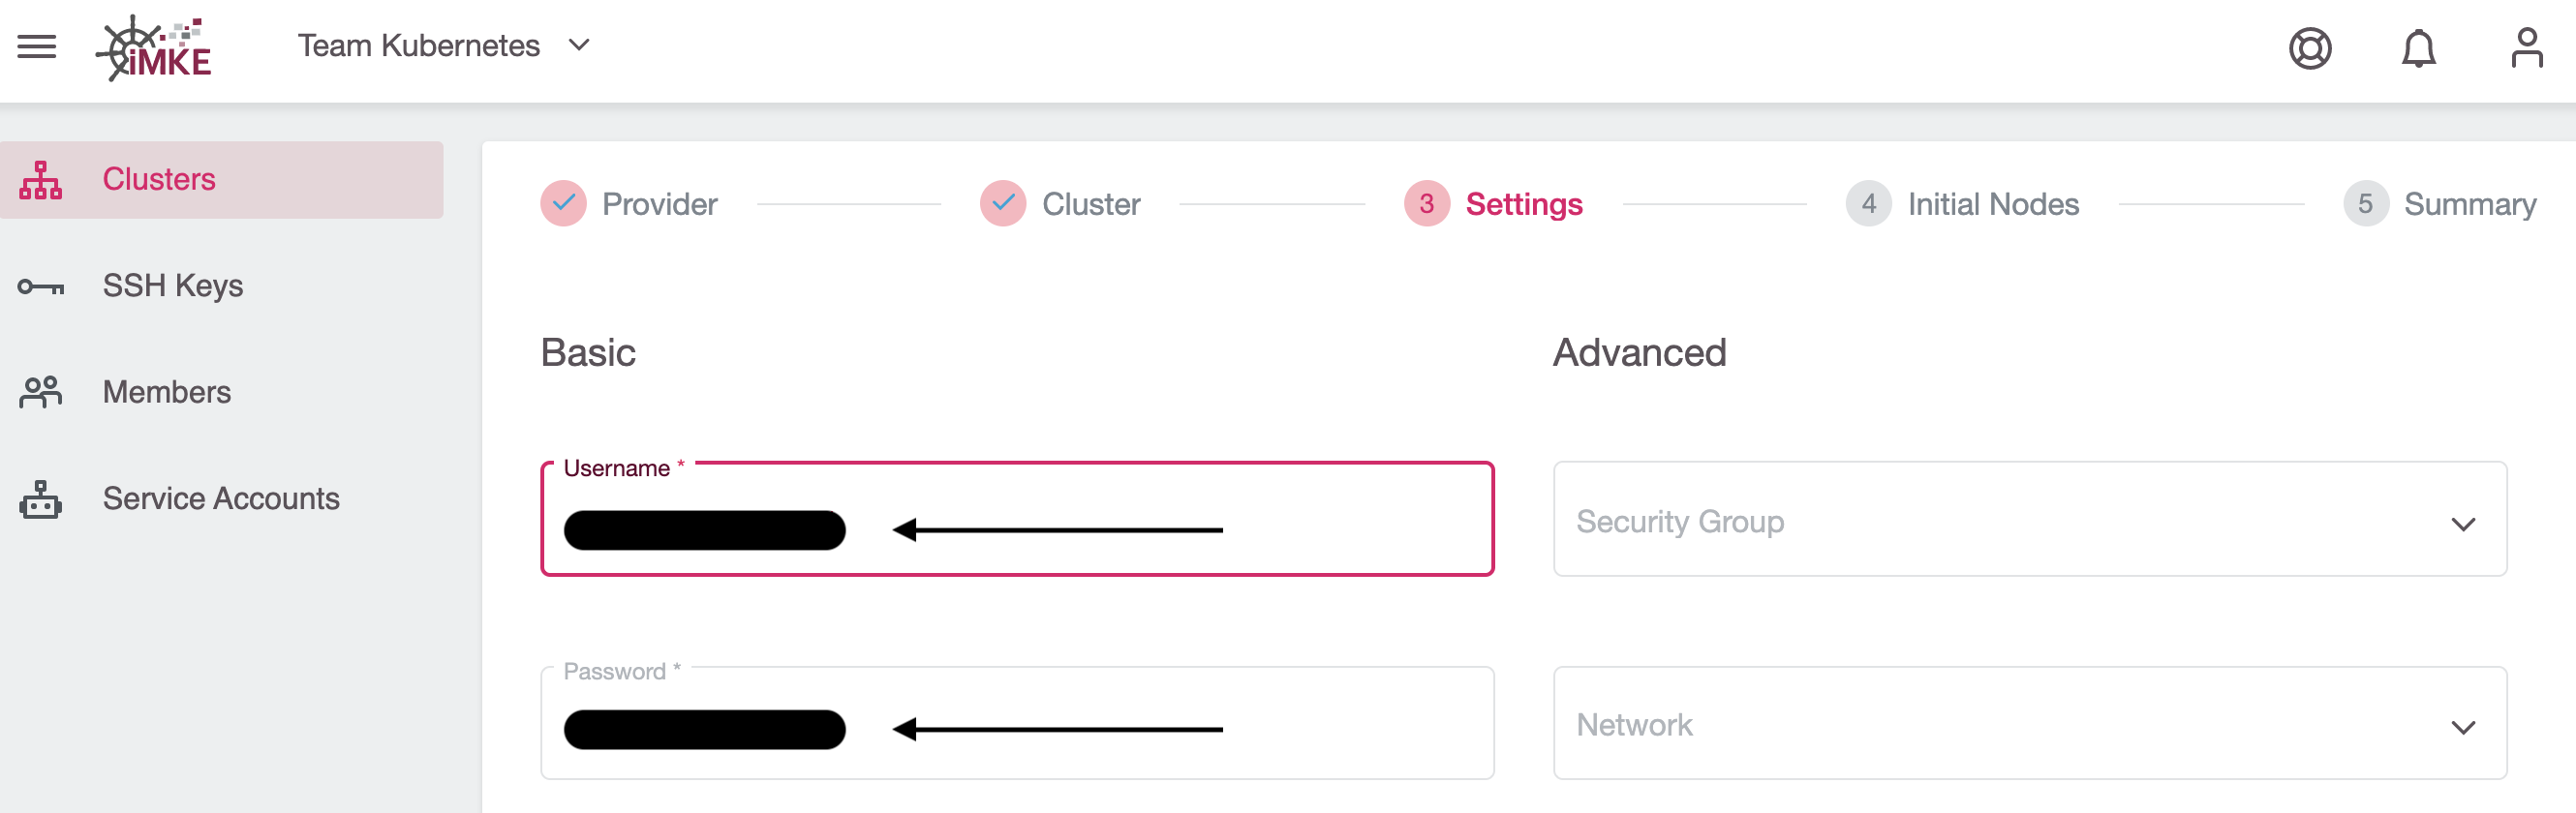 iMKE
Team Kubernetes
Clusters
SSH Keys
Members
Service Accounts
Provider
Cluster
3 Settings
4 Initial Nodes
5 Summary
Basic
Advanced
Username *
Security Group
Password *
Network